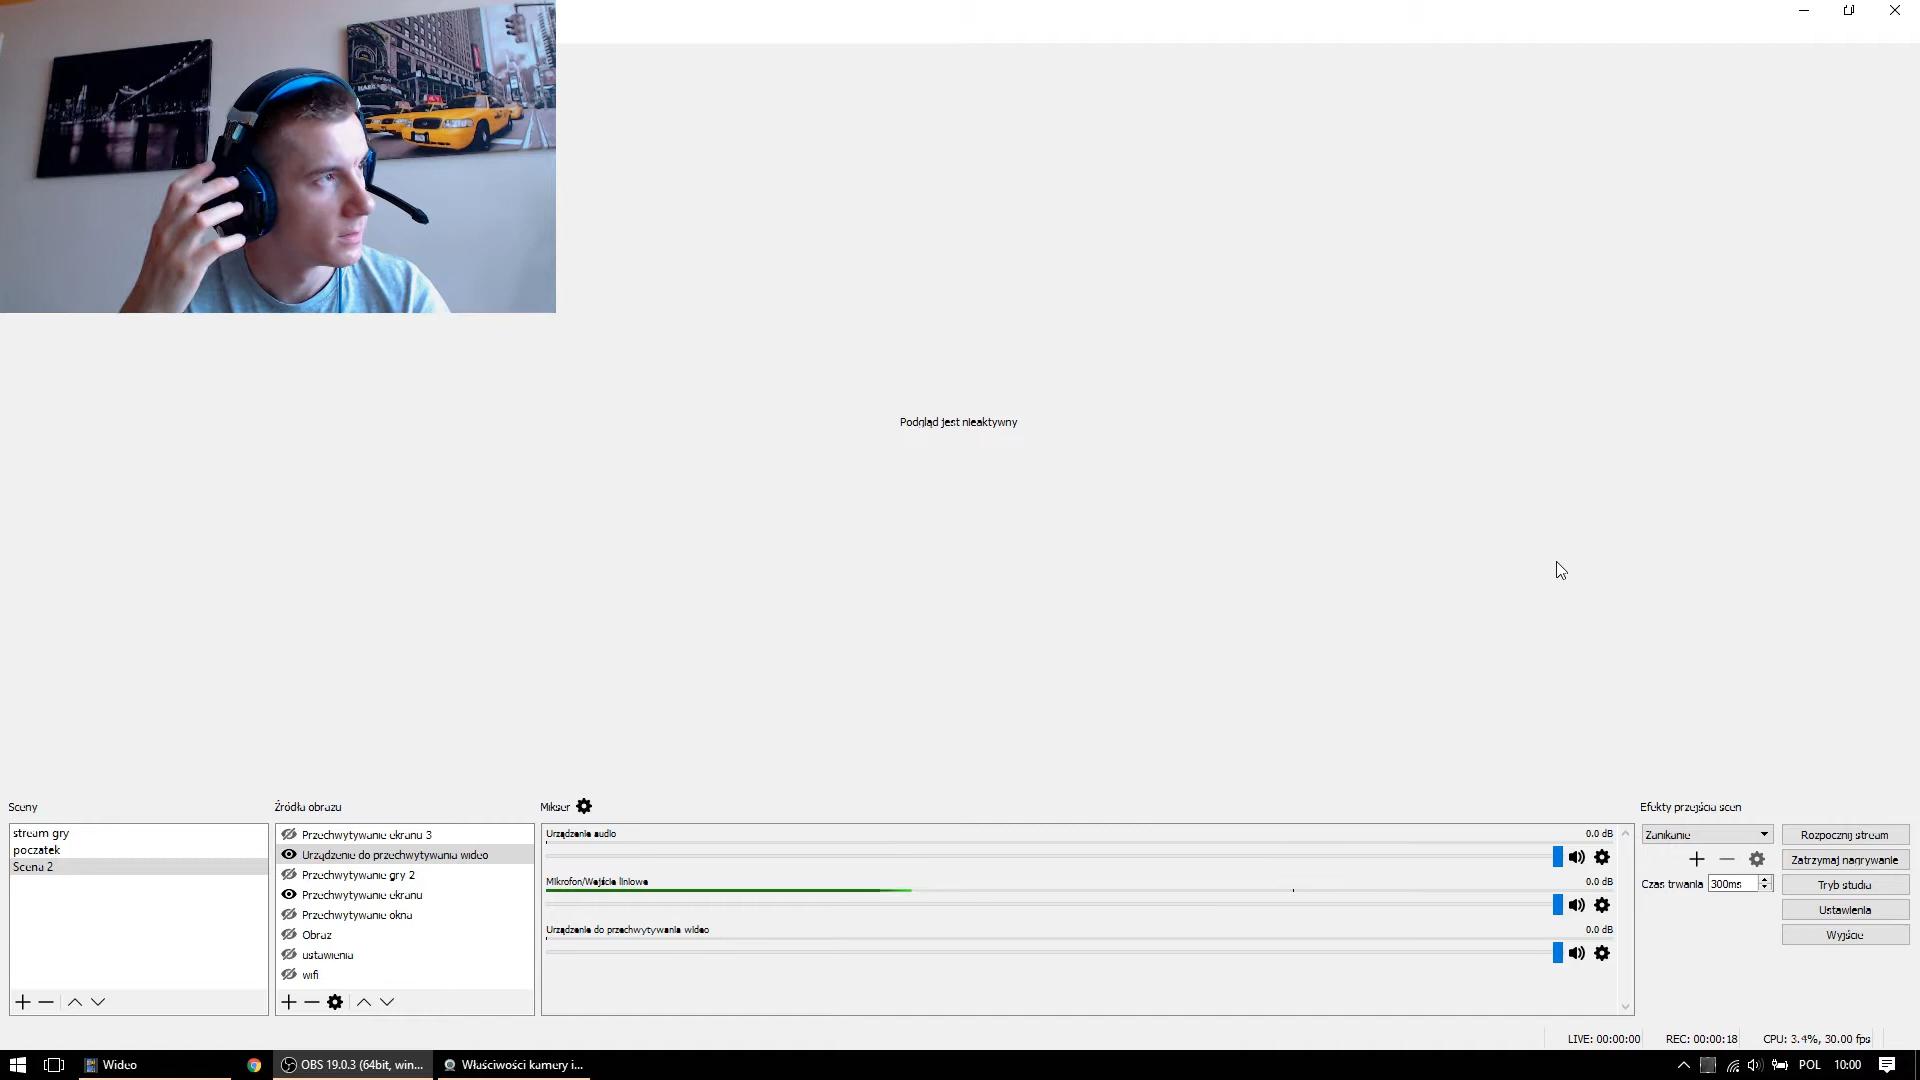 Podgląd jest nieaktywny
Sceny
stream gry
poczatek
Scena 2
Źródła obrazu
Przechwytywanie ekranu 3
Urządzenie do przechwytywania wideo
Przechwytywanie gry 2
Przechwytywanie ekranu
Przechwytywanie okna
Obraz
ustawienia
wifi
Mikser
Urządzenie audio
0.0 dB
Mikrofon/Wejście liniowe
0.0 dB
Urządzenie do przechwytywania wideo
0.0 dB
Efekty przejścia scen
Zanikanie
Czas trwania 300ms
Rozpocznij stream
Zatrzymaj nagrywanie
Tryb studia
Ustawienia
Wyjście
LIVE: 00:00:00 REC: 00:00:18 CPU: 3.4%, 30.00 fps
Wideo
OBS 19.0.3 (64bit, win...
Właściwości kamery i...
POL
10:00